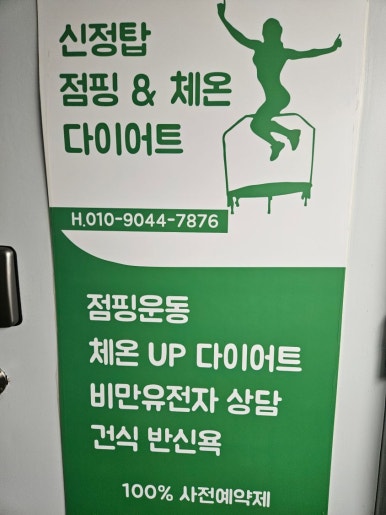 신정탑
점핑 & 체온
다이어트
H.010-9044-7876
점핑운동
체온 UP 다이어트
비만유전자 상담
건식 반신욕
100% 사전예약제